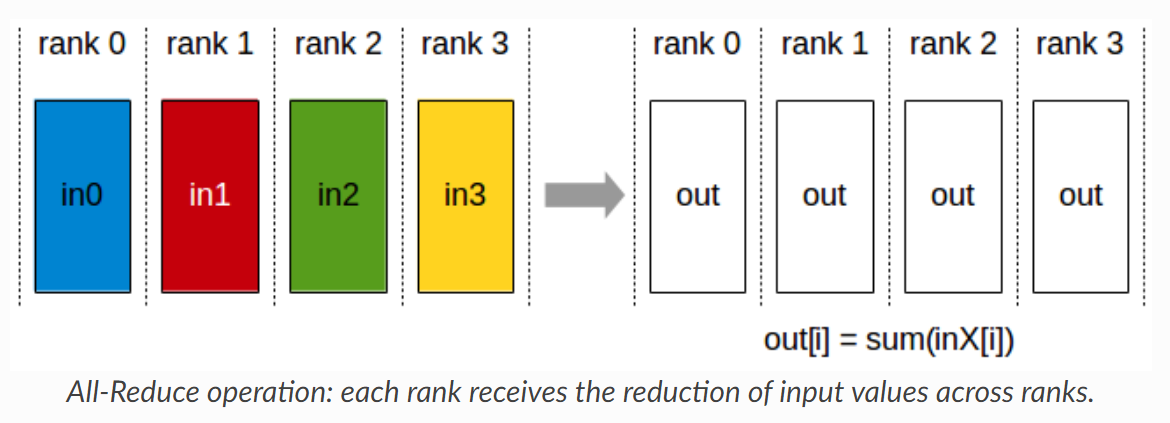 rank 0 rank 1 rank 2 rank 3 rank 0 rank 1 rank 2 rank 3
in0 in1 in2 in3 out out out out
out[i] = sum(inX[i])
All-Reduce operation: each rank receives the reduction of input values across ranks.